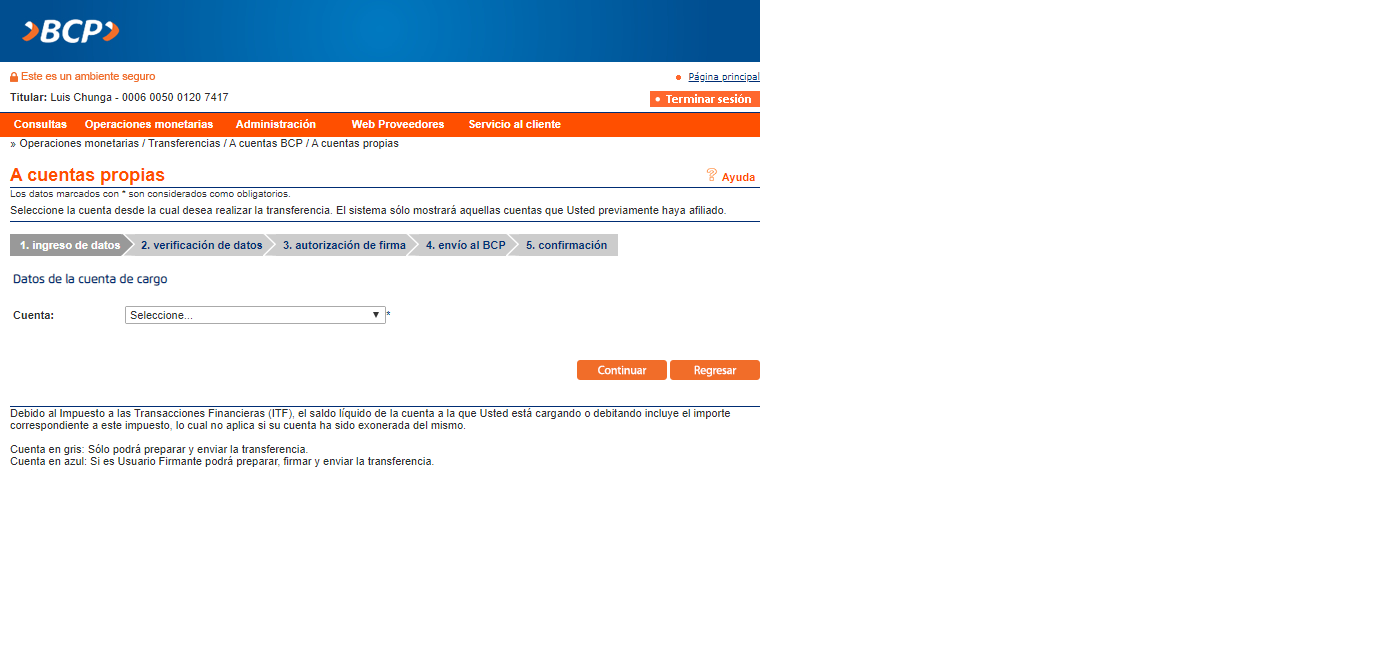 BCP
Este es un ambiente seguro
Página principal
Titular: Luis Chunga - 0006 0050 0120 7417
Terminar sesión
Consultas Operaciones monetarias Administración Web Proveedores Servicio al cliente
» Operaciones monetarias / Transferencias / A cuentas BCP / A cuentas propias
A cuentas propias
? Ayuda
Los datos marcados con * son considerados como obligatorios.
Seleccione la cuenta desde la cual desea realizar la transferencia. El sistema sólo mostrará aquellas cuentas que Usted previamente haya afiliado.
1. ingreso de datos 2. verificación de datos 3. autorización de firma 4. envío al BCP 5. confirmación
Datos de la cuenta de cargo
Cuenta: Seleccione... *
Continuar Regresar
Debido al Impuesto a las Transacciones Financieras (ITF), el saldo líquido de la cuenta a la que Usted está cargando o debitando incluye el importe
correspondiente a este impuesto, lo cual no aplica si su cuenta ha sido exonerada del mismo.
Cuenta en gris: Sólo podrá preparar y enviar la transferencia.
Cuenta en azul: Si es Usuario Firmante podrá preparar, firmar y enviar la transferencia.